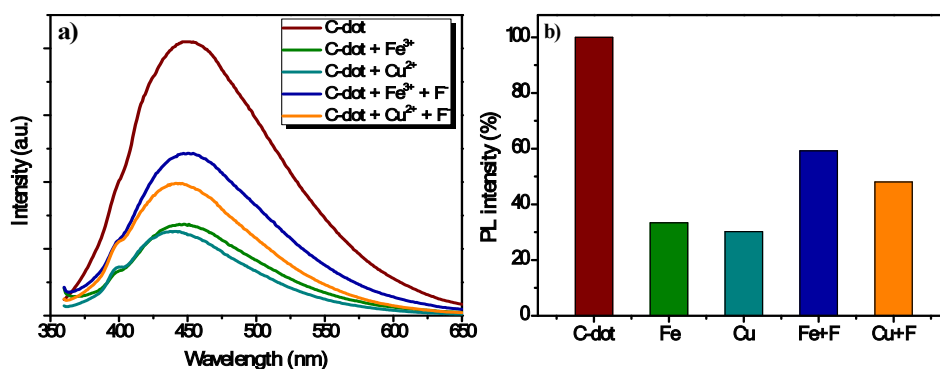 a)
C-dot
C-dot + Fe³⁺
C-dot + Cu²⁺
C-dot + Fe³⁺ + F⁻
C-dot + Cu²⁺ + F⁻
Intensity (a.u.)
350 400 450 500 550 600 650
Wavelength (nm)
b)
100
80
60
40
20
0
PL intensity (%)
C-dot Fe Cu Fe+F Cu+F